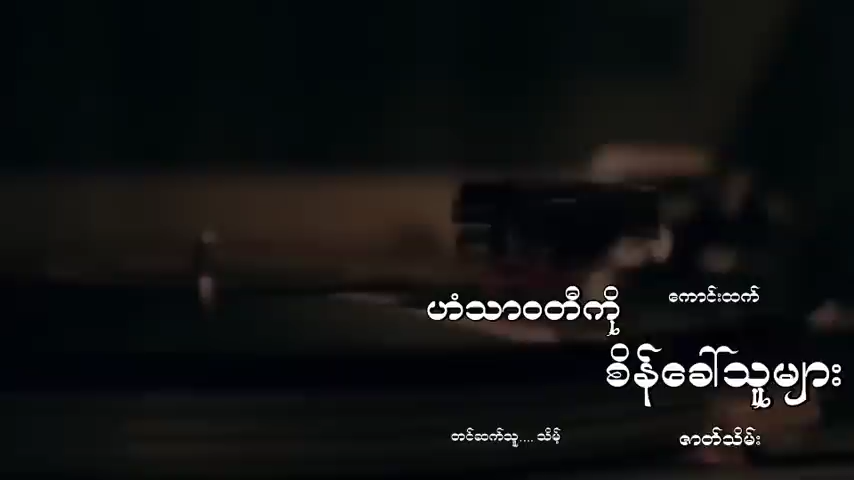 ကောင်းထက်
ဟံသာဝတီကို
စိန်ခေါ်သူများ
တင်ဆက်သူ.... သိမ့်
ဇာတ်သိမ်း